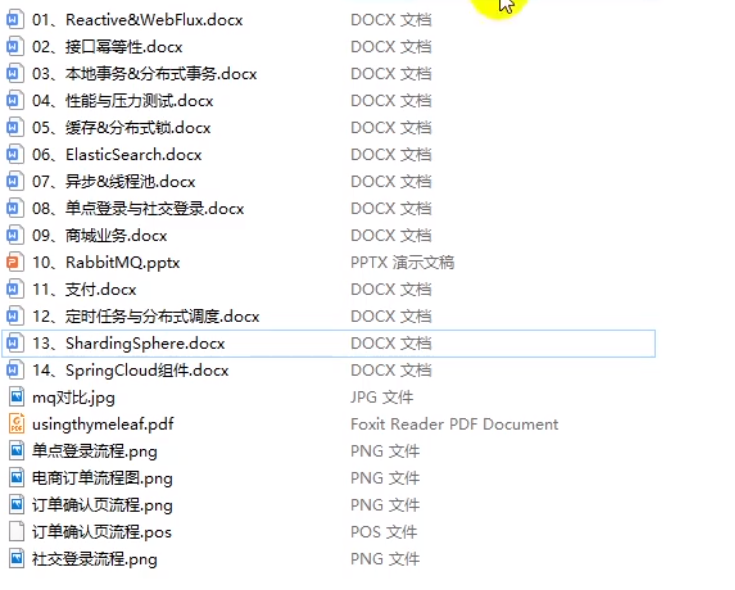 01、Reactive&WebFlux.docx DOCX 文档
02、接口幂等性.docx DOCX 文档
03、本地事务&分布式事务.docx DOCX 文档
04、性能与压力测试.docx DOCX 文档
05、缓存&分布式锁.docx DOCX 文档
06、ElasticSearch.docx DOCX 文档
07、异步&线程池.docx DOCX 文档
08、单点登录与社交登录.docx DOCX 文档
09、商城业务.docx DOCX 文档
10、RabbitMQ.pptx PPTX 演示文稿
11、支付.docx DOCX 文档
12、定时任务与分布式调度.docx DOCX 文档
13、ShardingSphere.docx DOCX 文档
14、SpringCloud组件.docx DOCX 文档
mq对比.jpg JPG 文件
usingthymeleaf.pdf Foxit Reader PDF Document
单点登录流程.png PNG 文件
电商订单流程图.png PNG 文件
订单确认页流程.png PNG 文件
订单确认页流程.pos POS 文件
社交登录流程.png PNG 文件